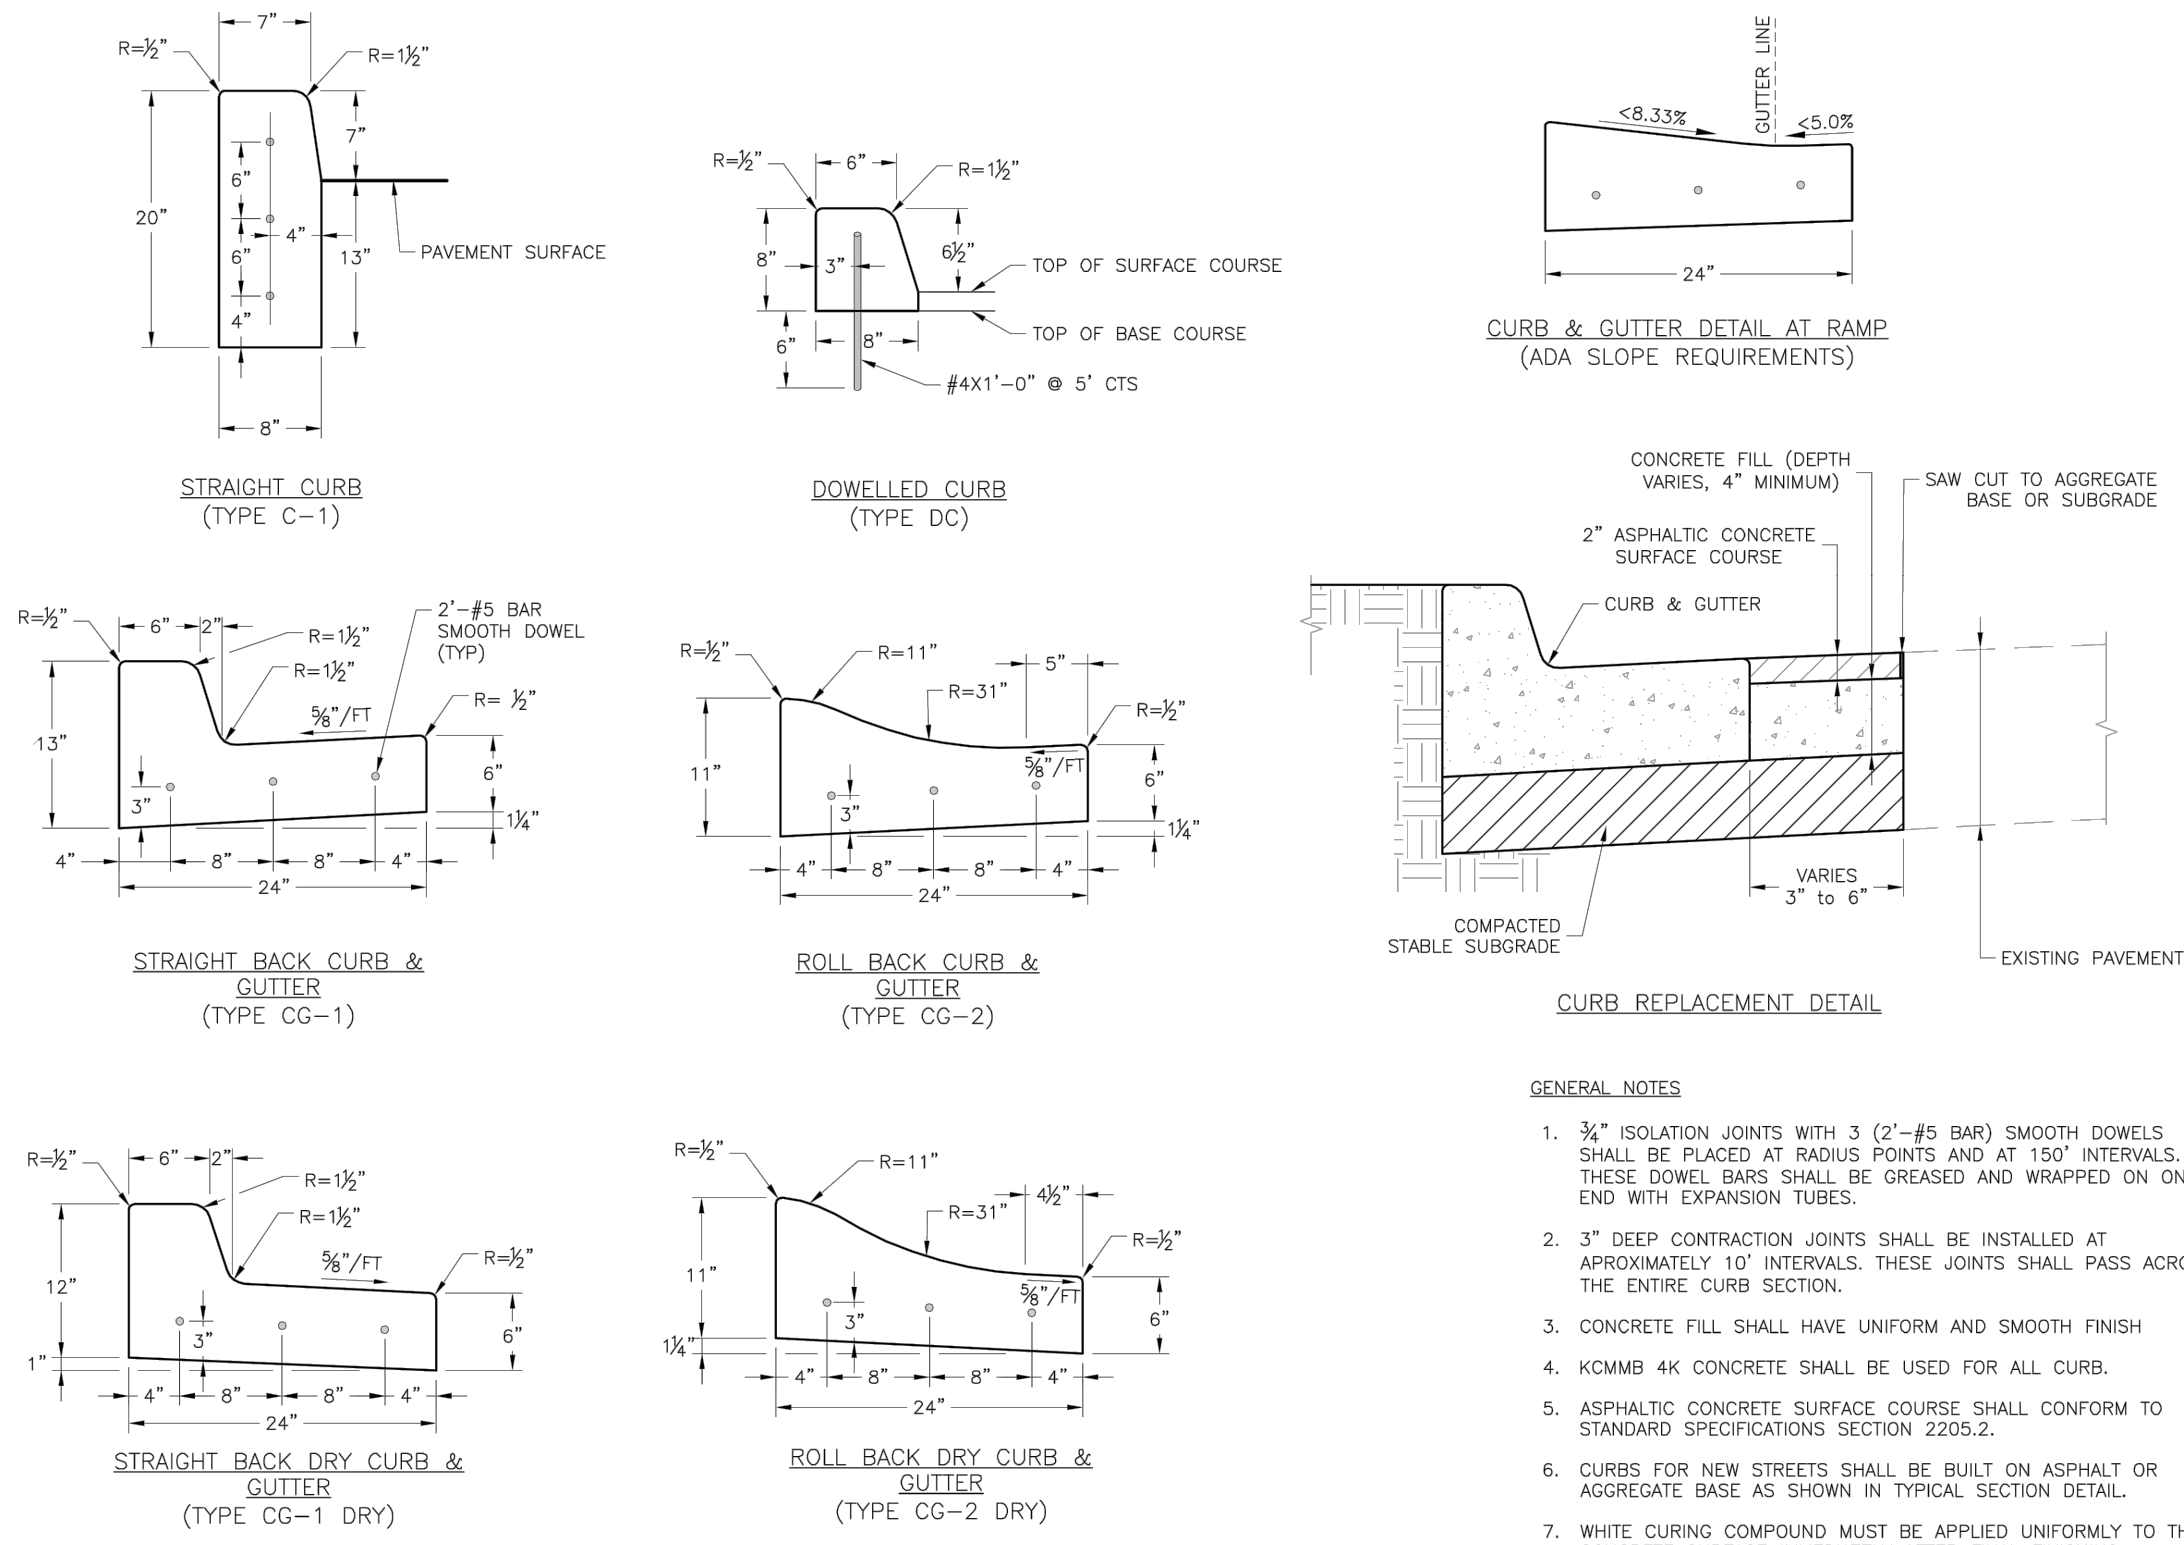 7"
R=½"
R=1½"
7"
6"
20"
4"
6"
13"
PAVEMENT SURFACE
4"
8"
STRAIGHT CURB
(TYPE C-1)
R=½"
6"
R=1½"
8"
3"
6½"
TOP OF SURFACE COURSE
TOP OF BASE COURSE
6"
8"
#4X1'-0" @ 5' CTS
DOWELLED CURB
(TYPE DC)
GUTTER LINE
<8.33%
<5.0%
24"
CURB & GUTTER DETAIL AT RAMP
(ADA SLOPE REQUIREMENTS)
R=½"
6"
2"
R=1½"
R=1½"
2'-#5 BAR
SMOOTH DOWEL
(TYP)
R= ½"
⅝"/FT
13"
3"
6"
1¼"
4"
8"
8"
4"
24"
STRAIGHT BACK CURB &
GUTTER
(TYPE CG-1)
R=½"
R=11"
R=31"
5"
R=½"
⅝"/FT
11"
3"
6"
1¼"
4"
8"
8"
4"
24"
ROLL BACK CURB &
GUTTER
(TYPE CG-2)
CONCRETE FILL (DEPTH
VARIES, 4" MINIMUM)
SAW CUT TO AGGREGATE
BASE OR SUBGRADE
2" ASPHALTIC CONCRETE
SURFACE COURSE
CURB & GUTTER
VARIES
3" to 6"
COMPACTED
STABLE SUBGRADE
EXISTING PAVEMENT
CURB REPLACEMENT DETAIL
R=½"
6"
2"
R=1½"
R=1½"
⅝"/FT
R=½"
12"
3"
6"
1"
4"
8"
8"
4"
24"
STRAIGHT BACK DRY CURB &
GUTTER
(TYPE CG-1 DRY)
R=½"
R=11"
R=31"
4½"
R=½"
⅝"/FT
11"
3"
6"
1¼"
4"
8"
8"
4"
24"
ROLL BACK DRY CURB &
GUTTER
(TYPE CG-2 DRY)
GENERAL NOTES
1. ¾" ISOLATION JOINTS WITH 3 (2'-#5 BAR) SMOOTH DOWELS
SHALL BE PLACED AT RADIUS POINTS AND AT 150' INTERVALS.
THESE DOWEL BARS SHALL BE GREASED AND WRAPPED ON
END WITH EXPANSION TUBES.
2. 3" DEEP CONTRACTION JOINTS SHALL BE INSTALLED AT
APROXIMATELY 10' INTERVALS. THESE JOINTS SHALL PASS
THE ENTIRE CURB SECTION.
3. CONCRETE FILL SHALL HAVE UNIFORM AND SMOOTH FINISH
4. KCMMB 4K CONCRETE SHALL BE USED FOR ALL CURB.
5. ASPHALTIC CONCRETE SURFACE COURSE SHALL CONFORM TO
STANDARD SPECIFICATIONS SECTION 2205.2.
6. CURBS FOR NEW STREETS SHALL BE BUILT ON ASPHALT OR
AGGREGATE BASE AS SHOWN IN TYPICAL SECTION DETAIL.
7. WHITE CURING COMPOUND MUST BE APPLIED UNIFORMLY TO